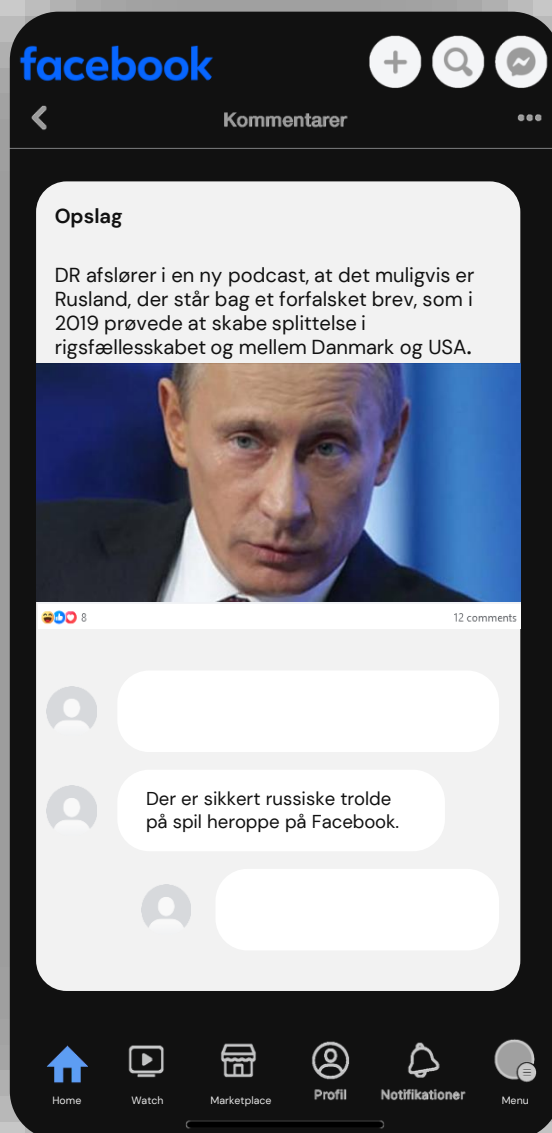 facebook
Kommentarer
Opslag
DR afslører i en ny podcast, at det muligvis er
Rusland, der står bag et forfalsket brev, som i
2019 prøvede at skabe splittelse i
rigsfællesskabet og mellem Danmark og USA.
8
12 comments
Der er sikkert russiske trolde
på spil heroppe på Facebook.
Home
Watch
Marketplace
Profil
Notifikationer
Menu